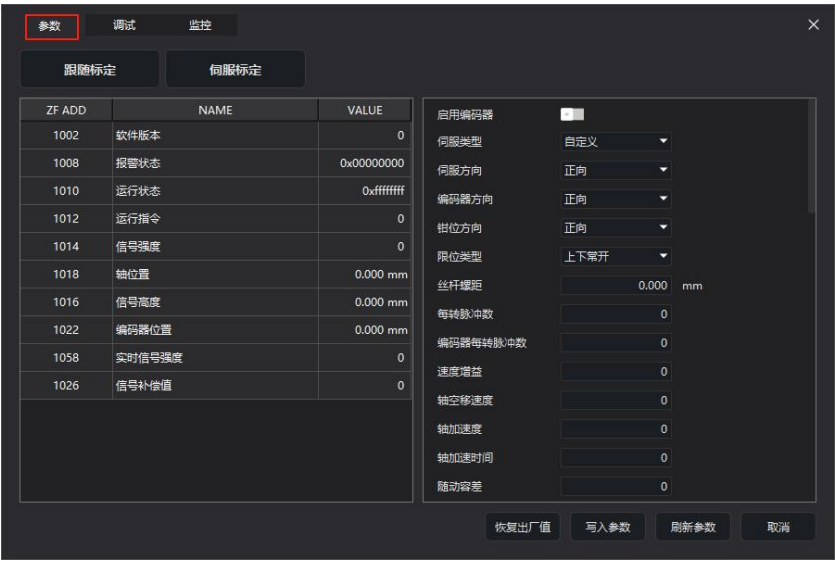 参数 调试 监控
跟随标定 伺服标定
ZF ADD NAME VALUE
1002 软件版本 0
1008 报警状态 0x00000000
1010 运行状态 0xffffffff
1012 运行指令 0
1014 信号强度 0
1018 轴位置 0.000 mm
1016 信号高度 0.000 mm
1022 编码器位置 0.000 mm
1058 实时信号强度 0
1026 信号补偿值 0
启用编码器
伺服类型 自定义
伺服方向 正向
编码器方向 正向
钳位方向 正向
限位类型 上下常开
丝杆螺距 0.000 mm
每转脉冲数 0
编码器每转脉冲数 0
速度增益 0
轴空移速度 0
轴加速度 0
轴加速时间 0
随动容差 0
恢复出厂值 写入参数 刷新参数 取消